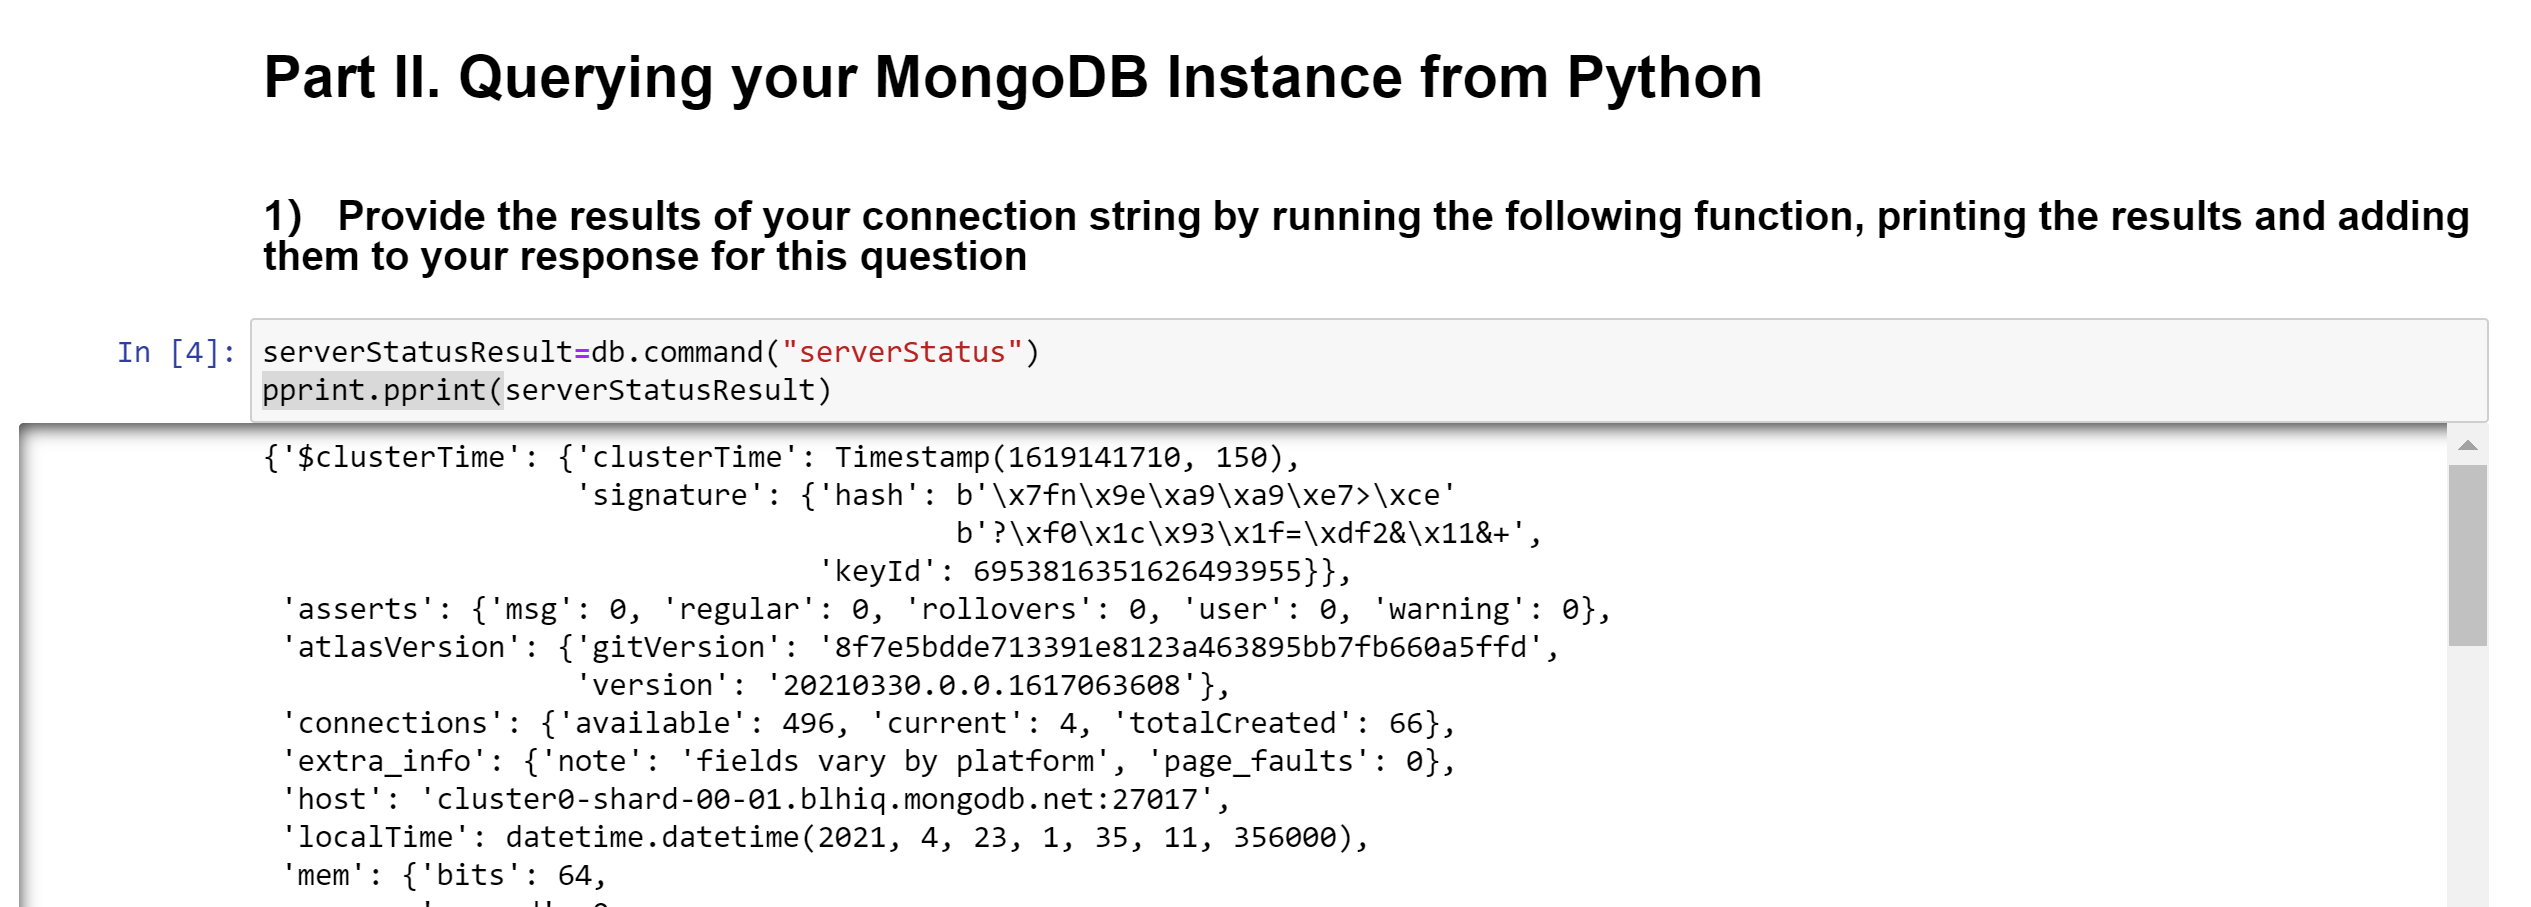 Part II. Querying your MongoDB Instance from Python
1) Provide the results of your connection string by running the following function, printing the results and adding
them to your response for this question
In [4]: serverStatusResult=db.command("serverStatus")
pprint.pprint(serverStatusResult)
{'$clusterTime': {'clusterTime': Timestamp(1619141710, 150),
'signature': {'hash': b'\x7fn\x9e\xa9\xa9\xe7>\xce'
b'?\xf0\x1c\x93\x1f=\xdf2&\x11&+',
'keyId': 6953816351626493955}},
'asserts': {'msg': 0, 'regular': 0, 'rollovers': 0, 'user': 0, 'warning': 0},
'atlasVersion': {'gitVersion': '8f7e5bdde713391e8123a463895bb7fb660a5ffd',
'version': '20210330.0.0.1617063608'},
'connections': {'available': 496, 'current': 4, 'totalCreated': 66},
'extra_info': {'note': 'fields vary by platform', 'page_faults': 0},
'host': 'cluster0-shard-00-01.blhiq.mongodb.net:27017',
'localTime': datetime.datetime(2021, 4, 23, 1, 35, 11, 356000),
'mem': {'bits': 64,